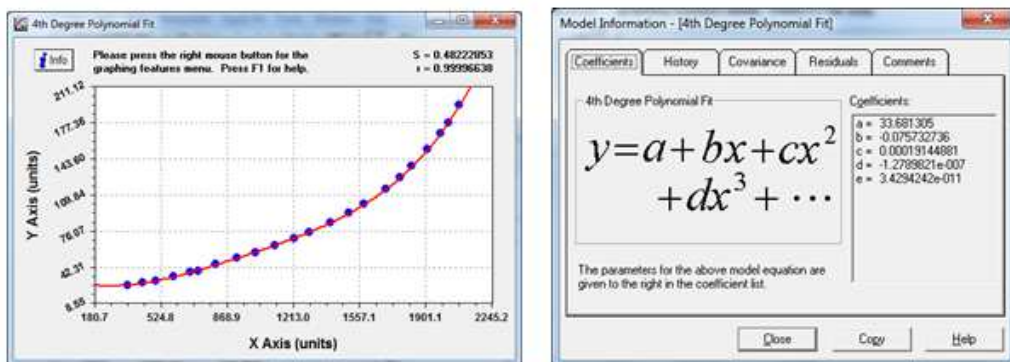 4th Degree Polynomial Fit
Info
Please press the right mouse button for the
graphing features menu. Press F1 for help.
S = 0.48222853
r = 0.99996638
211.12
177.36
143.60
109.84
76.07
42.31
8.55
180.7
524.8
868.9
1213.0
1557.1
1901.1
2245.2
Y Axis (units)
X Axis (units)
Model Information - [4th Degree Polynomial Fit]
Coefficients
History
Covariance
Residuals
Comments
4th Degree Polynomial Fit
y=a+bx+cx²
+dx³+⋯
Coefficients:
a = 33.681305
b = -0.075732736
c = 0.00019144881
d = -1.2789821e-007
e = 3.4294242e-011
The parameters for the above model equation are
given to the right in the coefficient list.
Close
Copy
Help